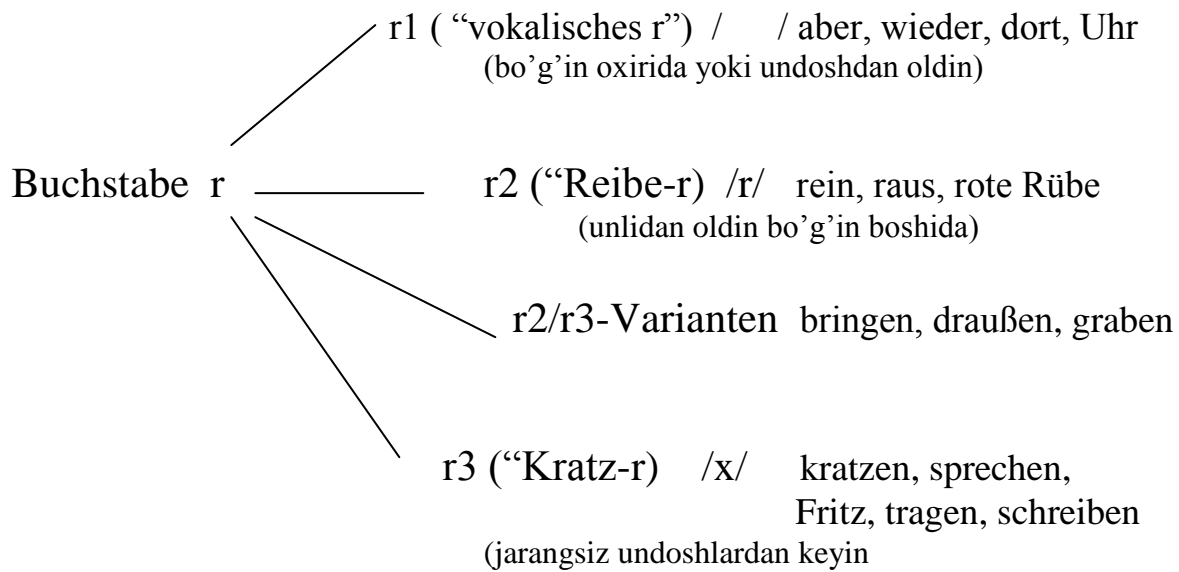 r1 ( “vokalisches r”) / / aber, wieder, dort, Uhr
(bo’g’in oxirida yoki undoshdan oldin)
Buchstabe r
r2 (“Reibe-r) /r/ rein, raus, rote Rübe
(unlidan oldin bo’g’in boshida)
r2/r3-Varianten bringen, draußen, graben
r3 (“Kratz-r) /x/ kratzen, sprechen,
Fritz, tragen, schreiben
(jarangsiz undoshlardan keyin